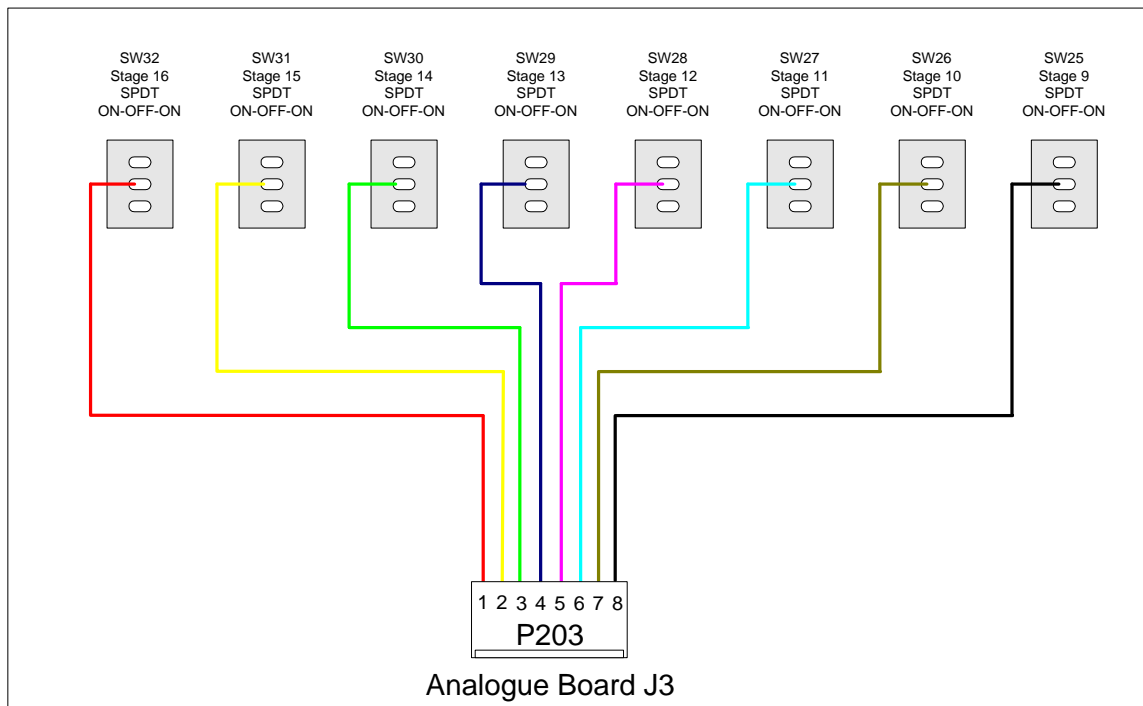 SW32
Stage 16
SPDT
ON-OFF-ON
SW31
Stage 15
SPDT
ON-OFF-ON
SW30
Stage 14
SPDT
ON-OFF-ON
SW29
Stage 13
SPDT
ON-OFF-ON
SW28
Stage 12
SPDT
ON-OFF-ON
SW27
Stage 11
SPDT
ON-OFF-ON
SW26
Stage 10
SPDT
ON-OFF-ON
SW25
Stage 9
SPDT
ON-OFF-ON
1 2 3 4 5 6 7 8
P203
Analogue Board J3